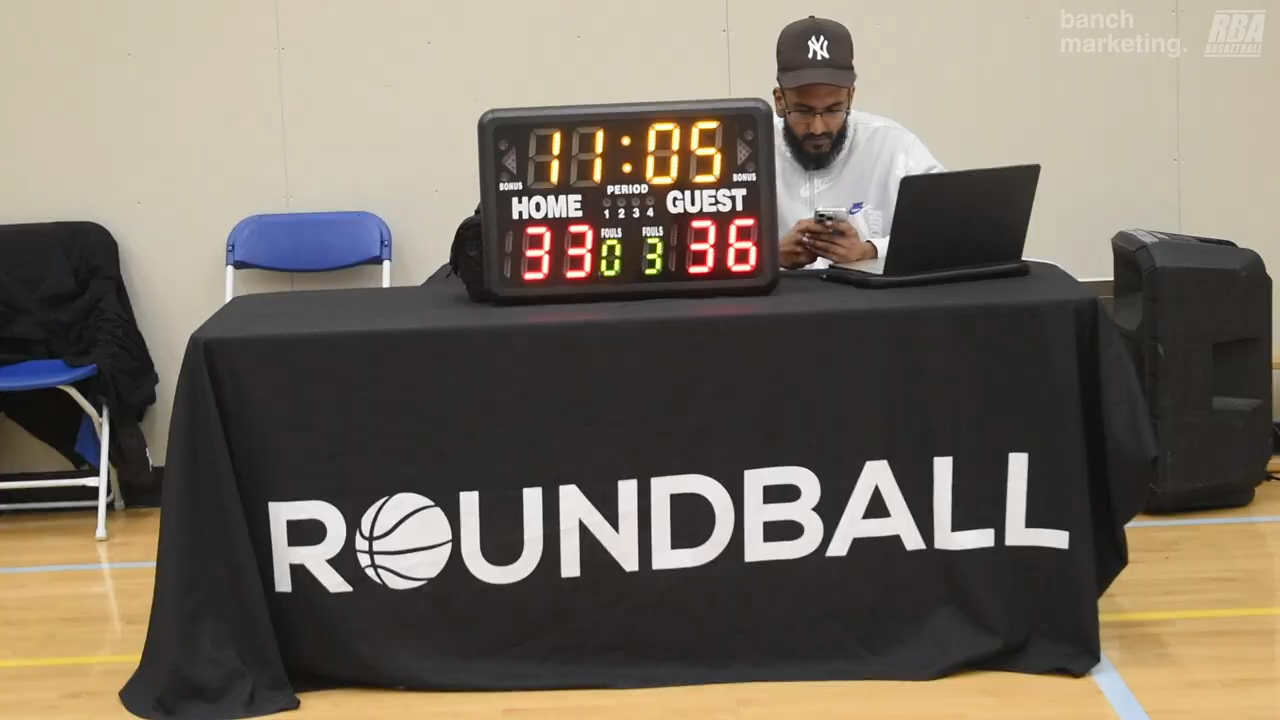 banch
marketing.
RBA
BASKETBALL
NY
11:05
BONUS
BONUS
PERIOD
HOME
GUEST
1 2 3 4
FOULS
FOULS
33
0
3
36
ROUNDBALL